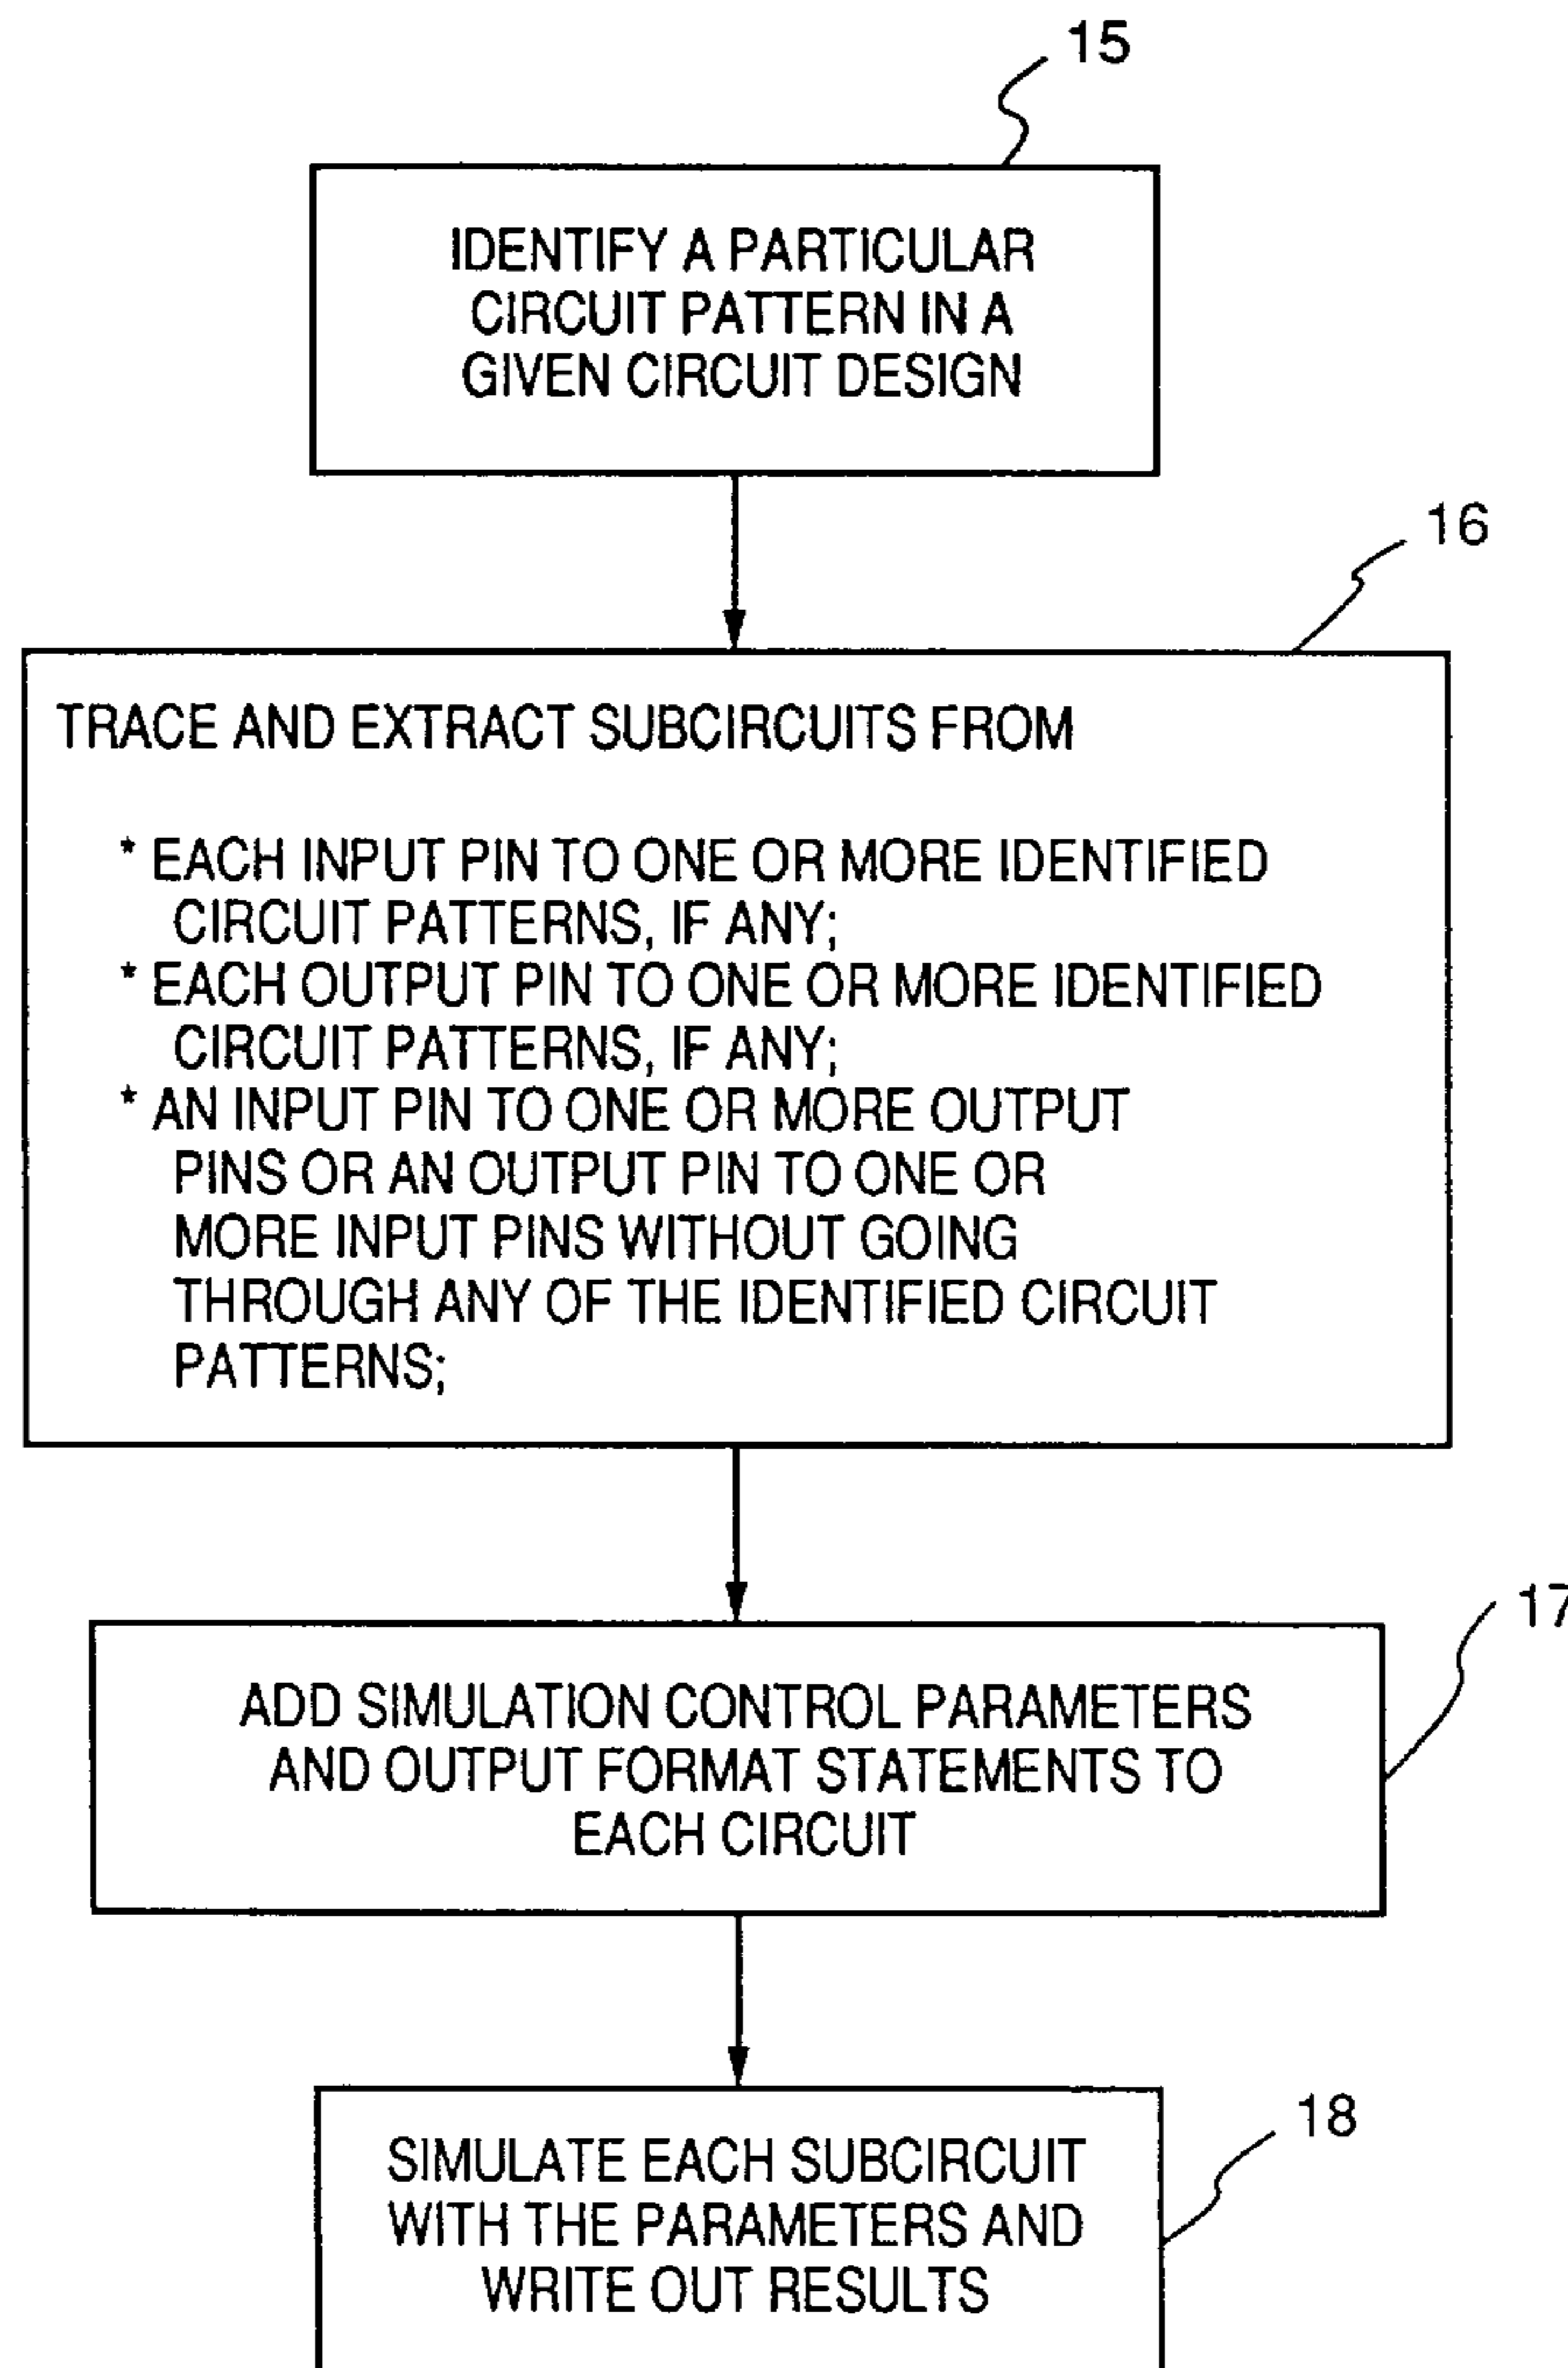 15
IDENTIFY A PARTICULAR
CIRCUIT PATTERN IN A
GIVEN CIRCUIT DESIGN
16
TRACE AND EXTRACT SUBCIRCUITS FROM
* EACH INPUT PIN TO ONE OR MORE IDENTIFIED
CIRCUIT PATTERNS, IF ANY;
* EACH OUTPUT PIN TO ONE OR MORE IDENTIFIED
CIRCUIT PATTERNS, IF ANY;
* AN INPUT PIN TO ONE OR MORE OUTPUT
PINS OR AN OUTPUT PIN TO ONE OR
MORE INPUT PINS WITHOUT GOING
THROUGH ANY OF THE IDENTIFIED CIRCUIT
PATTERNS;
17
ADD SIMULATION CONTROL PARAMETERS
AND OUTPUT FORMAT STATEMENTS TO
EACH CIRCUIT
18
SIMULATE EACH SUBCIRCUIT
WITH THE PARAMETERS AND
WRITE OUT RESULTS